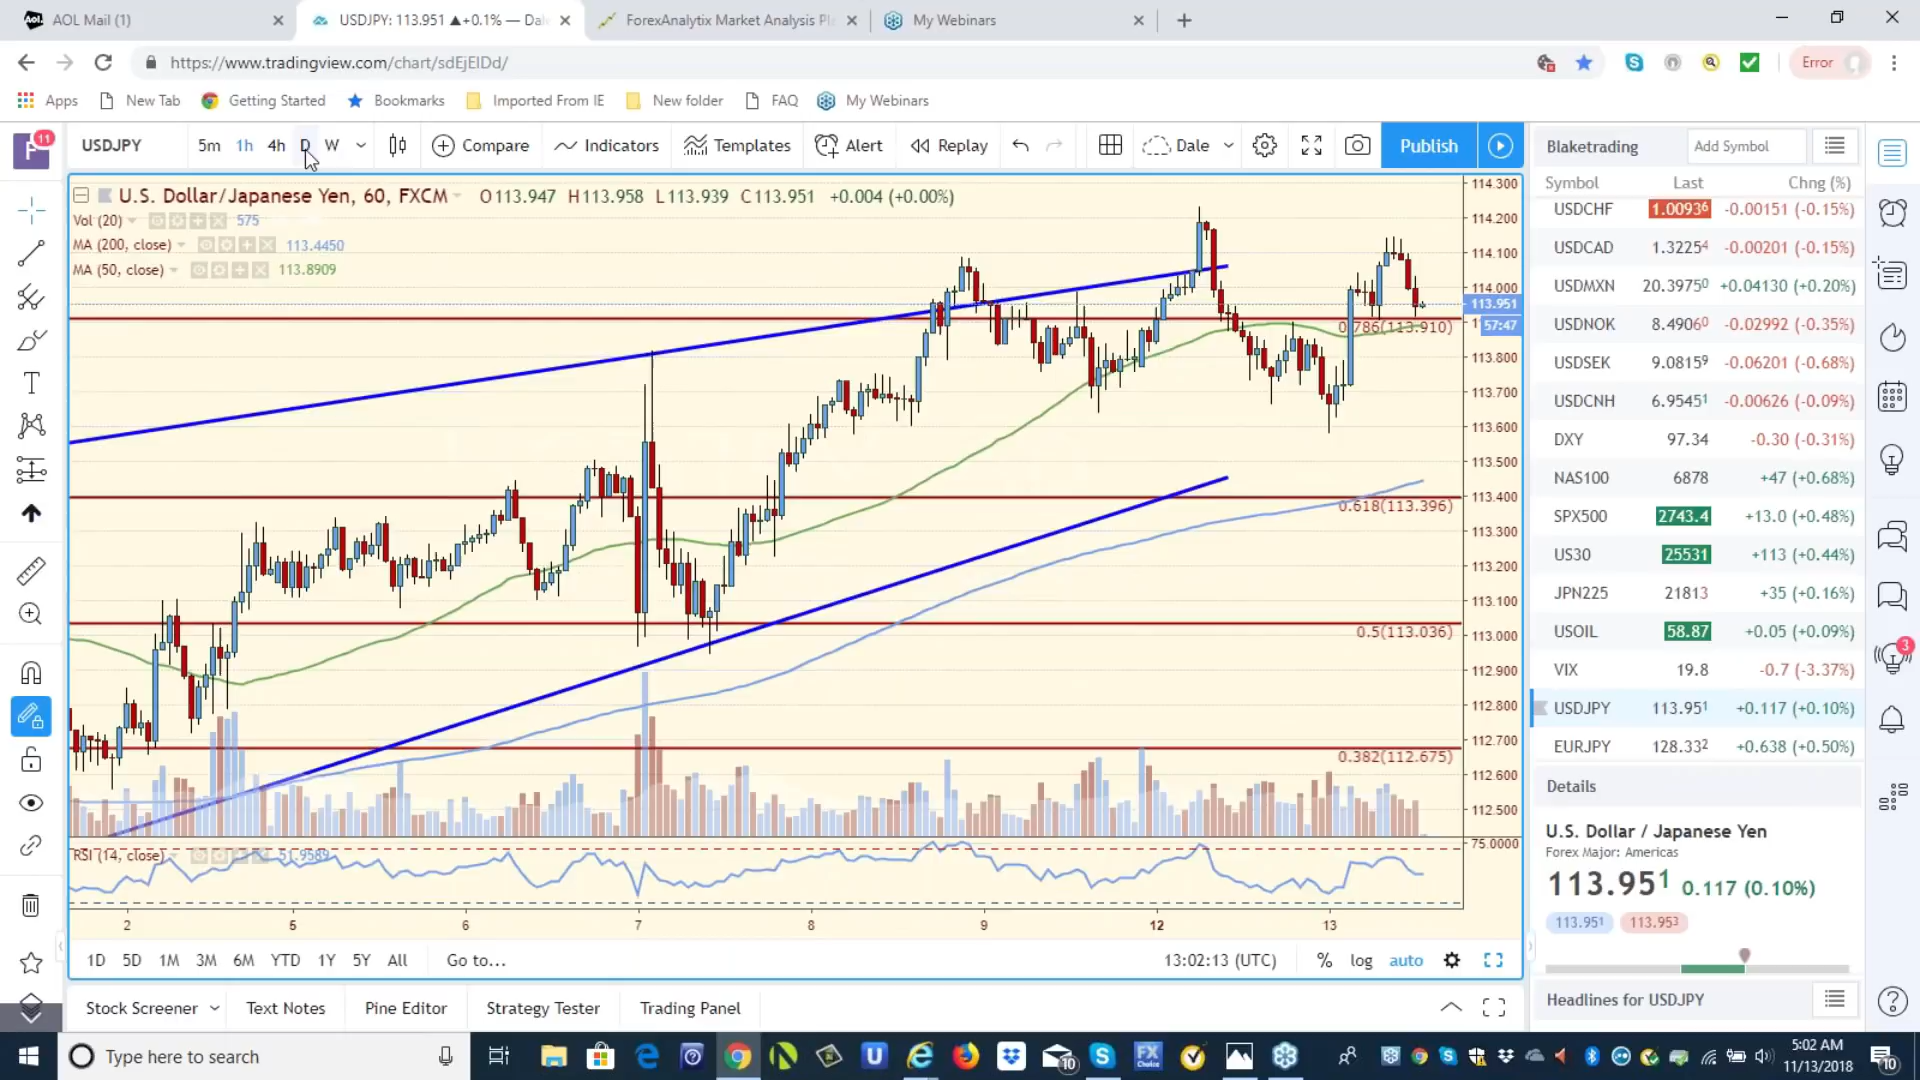 AOL Mail (1)
USDJPY: 113.951 ▲+0.1% — Dale
ForexAnalytix Market Analysis Pl
My Webinars
https://www.tradingview.com/chart/sdEjEIDd/
Error
Apps
New Tab
Getting Started
Bookmarks
Imported From IE
New folder
FAQ
My Webinars
11
USDJPY
5m 1h 4h D W
Compare
Indicators
Templates
Alert
Replay
Dale
Publish
Blaketrading
Add Symbol
Symbol Last Chng (%)
U.S. Dollar/Japanese Yen, 60, FXCM O113.947 H113.958 L113.939 C113.951 +0.004 (+0.00%)
Vol (20) 575
MA (200, close) 113.4450
MA (50, close) 113.8909
114.300
114.200
114.100
114.000
113.951
57:47
113.800
113.700
113.600
113.500
113.400
113.300
113.200
113.100
113.000
112.900
112.800
112.700
112.600
112.500
75.0000
0.786(113.910)
0.618(113.396)
0.5(113.036)
0.382(112.675)
RSI (14, close) 51.9589
2 5 6 7 8 9 12 13
1D 5D 1M 3M 6M YTD 1Y 5Y All Go to...
13:02:13 (UTC) % log auto
Stock Screener
Text Notes
Pine Editor
Strategy Tester
Trading Panel
USDCHF 1.00936 -0.00151 (-0.15%)
USDCAD 1.32254 -0.00201 (-0.15%)
USDMXN 20.39750 +0.04130 (+0.20%)
USDNOK 8.49060 -0.02992 (-0.35%)
USDSEK 9.08159 -0.06201 (-0.68%)
USDCNH 6.95451 -0.00626 (-0.09%)
DXY 97.34 -0.30 (-0.31%)
NAS100 6878 +47 (+0.68%)
SPX500 2743.4 +13.0 (+0.48%)
US30 25531 +113 (+0.44%)
JPN225 21813 +35 (+0.16%)
USOIL 58.87 +0.05 (+0.09%)
VIX 19.8 -0.7 (-3.37%)
USDJPY 113.951 +0.117 (+0.10%)
EURJPY 128.332 +0.638 (+0.50%)
Details
U.S. Dollar / Japanese Yen
Forex Major: Americas
113.951 0.117 (0.10%)
113.951 113.953
Headlines for USDJPY
3
Type here to search
10
FX
Choice
5:02 AM
11/13/2018
10